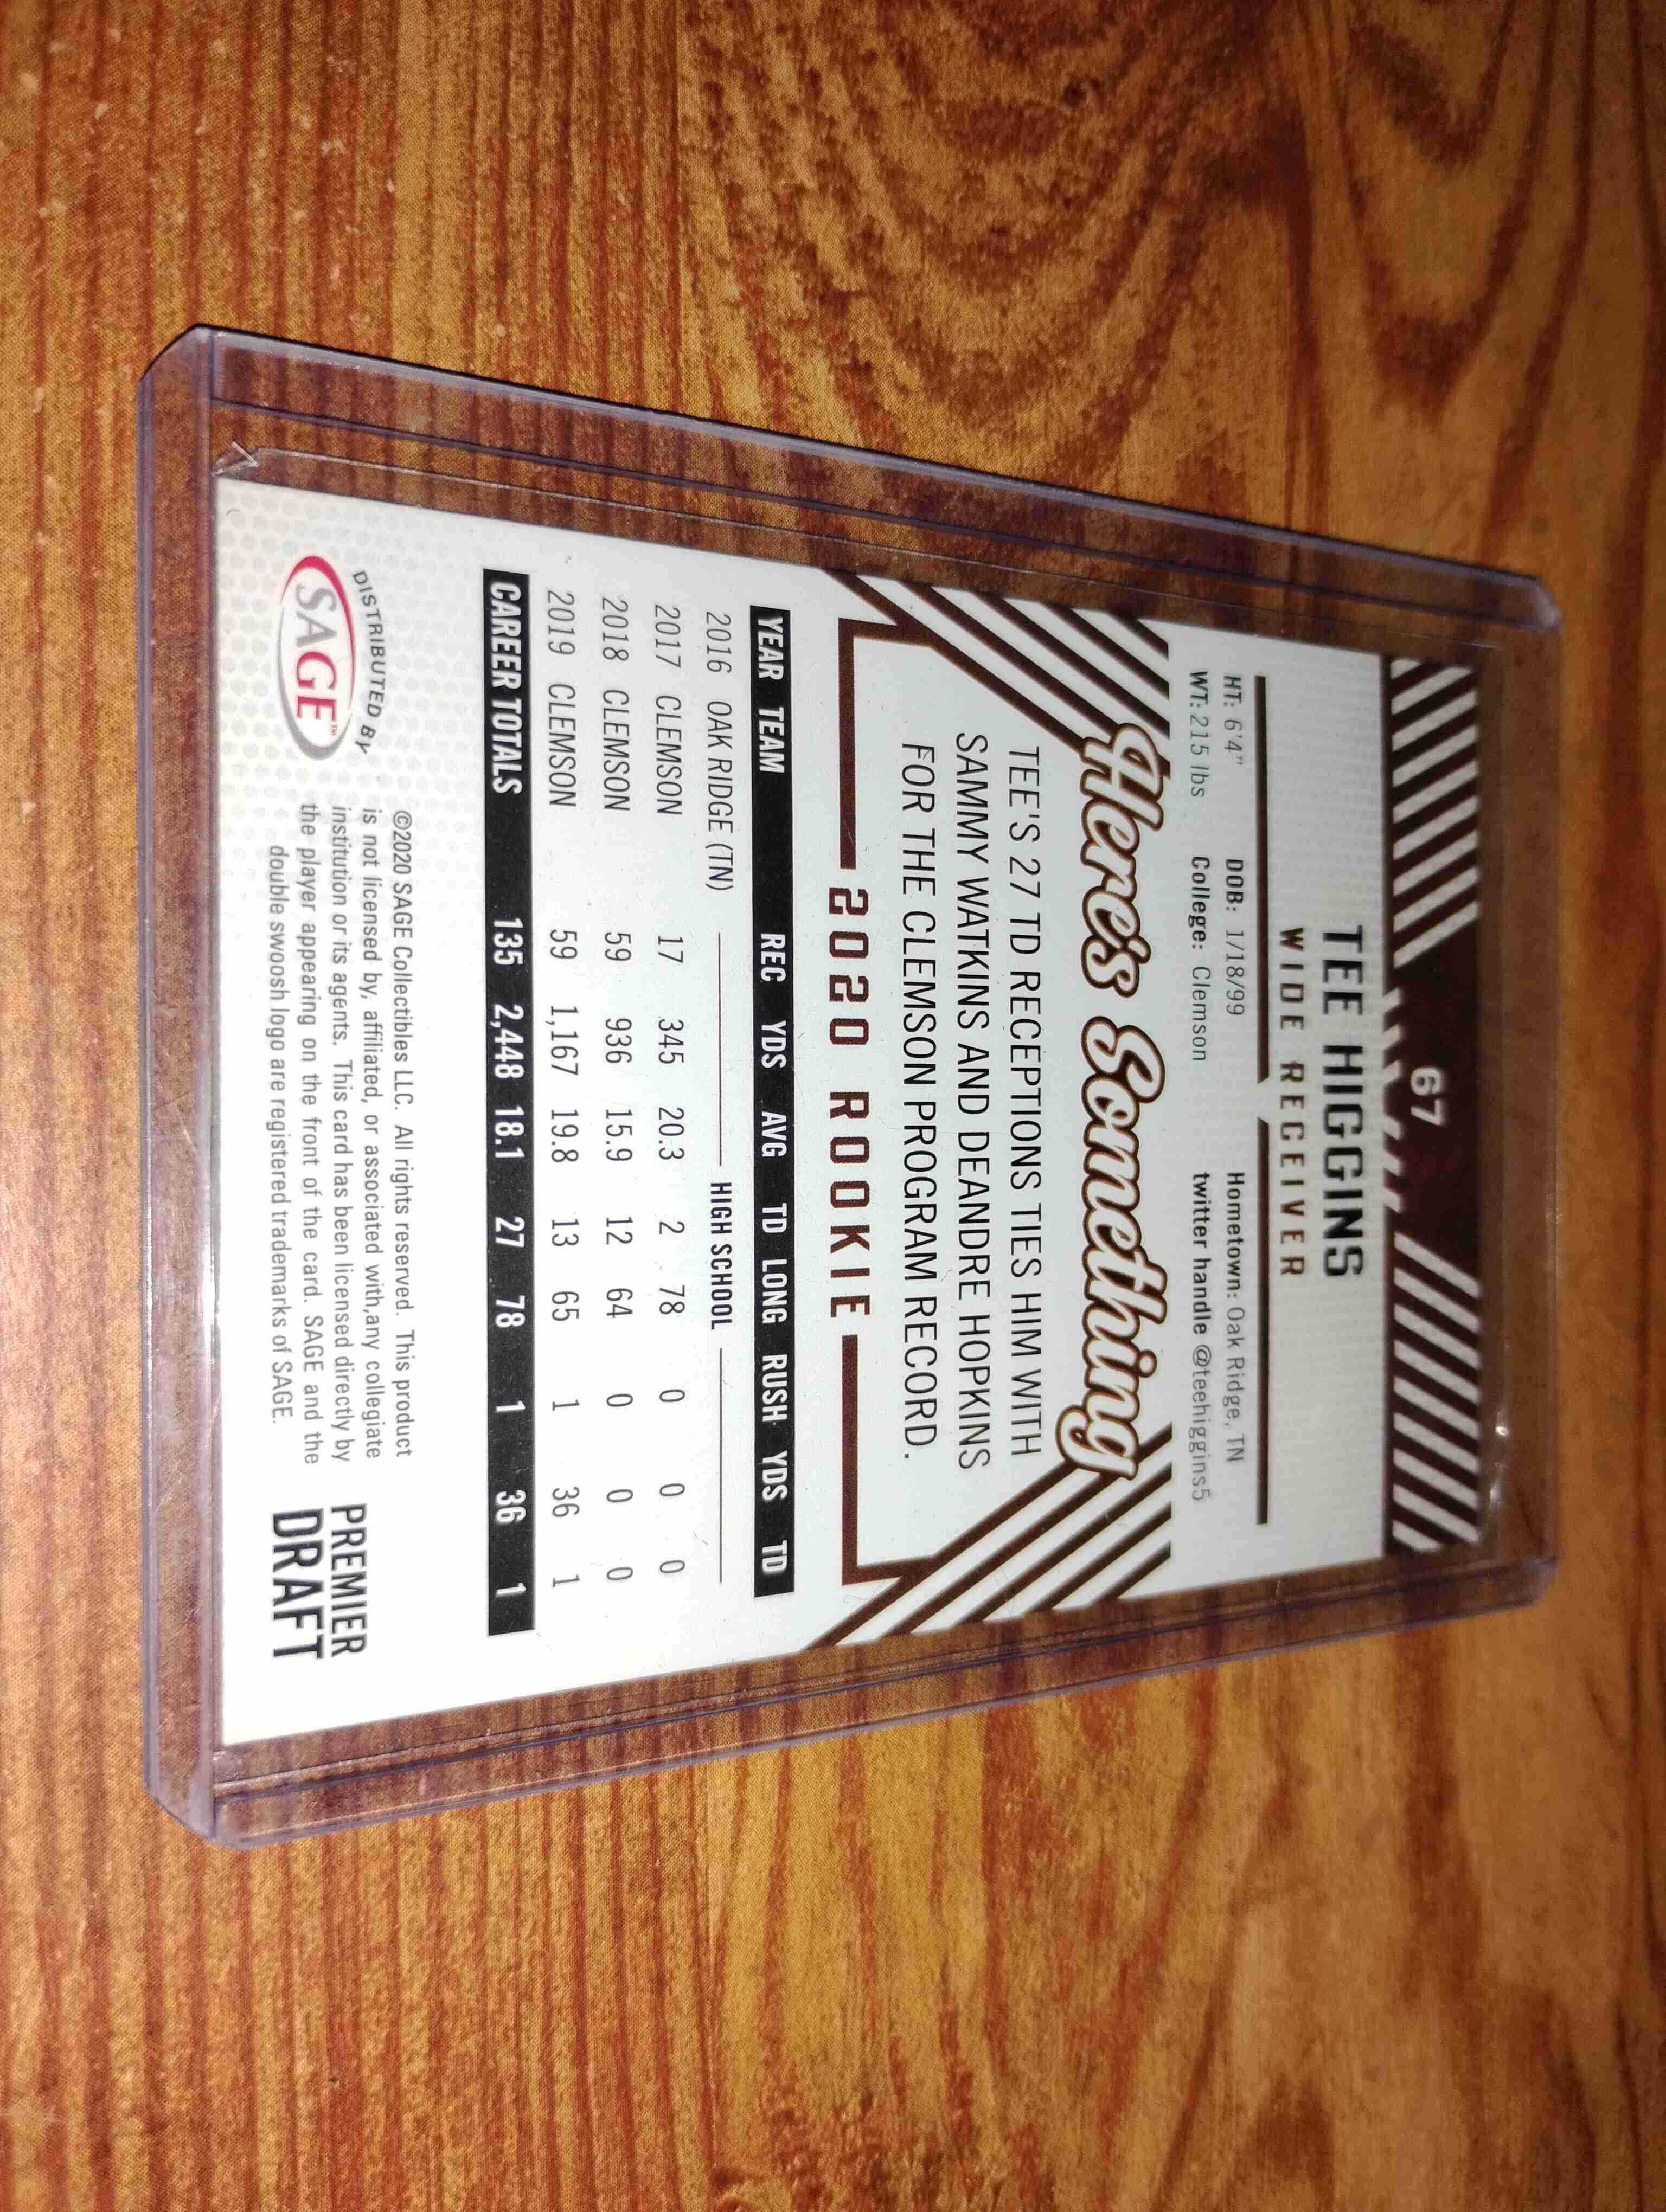 67
TEE HIGGINS
WIDE RECEIVER
HT: 6'4" DOB: 1/18/99 Hometown: Oak Ridge, TN
WT: 215 lbs College: Clemson twitter handle @teehiggins5
Here's Something
TEE'S 27 TD RECEPTIONS TIES HIM WITH
SAMMY WATKINS AND DEANDRE HOPKINS
FOR THE CLEMSON PROGRAM RECORD.
2020 ROOKIE
YEAR TEAM REC YDS AVG TD LONG RUSH YDS TD
2016 OAK RIDGE (TN) HIGH SCHOOL
2017 CLEMSON 17 345 20.3 2 78 0 0 0
2018 CLEMSON 59 936 15.9 12 64 0 0 0
2019 CLEMSON 59 1,167 19.8 13 65 1 36 1
CAREER TOTALS 135 2,448 18.1 27 78 1 36 1
DISTRIBUTED BY
SAGE™
©2020 SAGE Collectibles LLC. All rights reserved. This product
is not licensed by, affiliated, or associated with,any collegiate
institution or its agents. This card has been licensed directly by
the player appearing on the front of the card. SAGE and the
double swoosh logo are registered trademarks of SAGE.
PREMIER
DRAFT